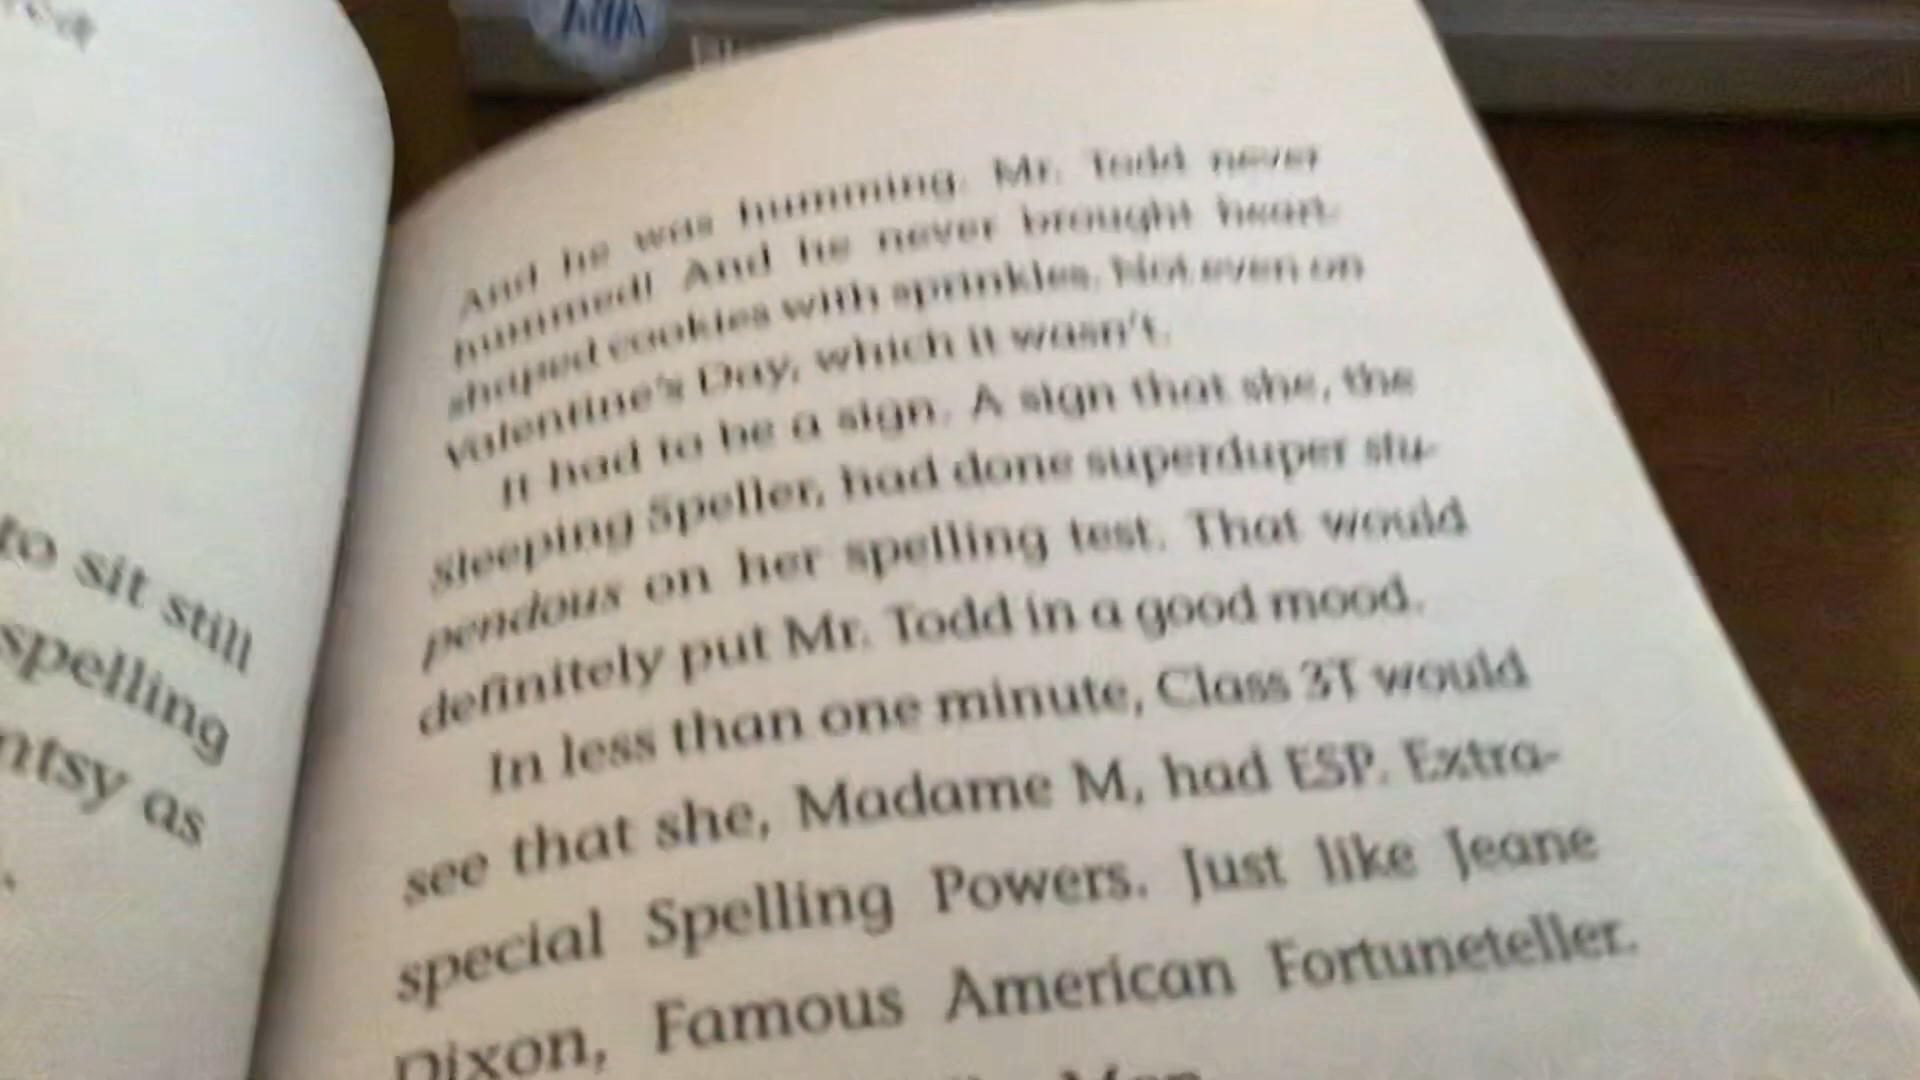 to sit still
spelling
ntsy as
And he was humming. Mr. Todd never
hummed! And he never brought heart-
shaped cookies with sprinkles. Not even on
Valentine's Day, which it wasn't.
It had to be a sign. A sign that she, the
Sleeping Speller, had done superduper stu-
pendous on her spelling test. That would
definitely put Mr. Todd in a good mood.
In less than one minute, Class 3T would
see that she, Madame M, had ESP. Extra-
special Spelling Powers. Just like Jeane
Dixon, Famous American Fortuneteller.